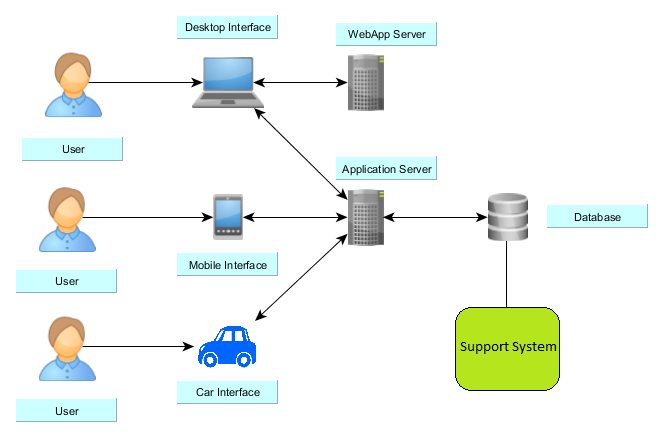 Desktop Interface
WebApp Server
User
Application Server
Database
Mobile Interface
User
Support System
Car Interface
User